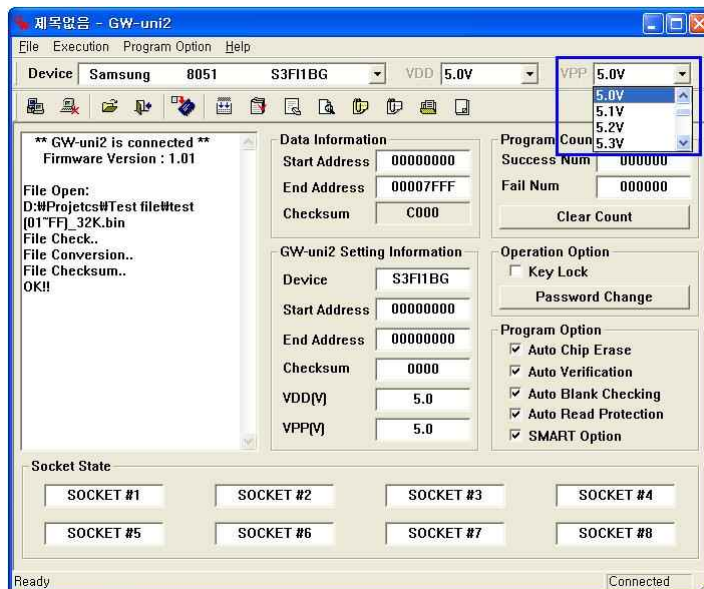 제목없음 - GW-uni2
File Execution Program Option Help
Device Samsung 8051 S3FI1BG VDD 5.0V VPP 5.0V
5.0V
5.1V
5.2V
5.3V
** GW-uni2 is connected **
Firmware Version : 1.01
File Open:
D:₩Projetcs₩Test file₩test
(01~FF)_32K.bin
File Check..
File Conversion..
File Checksum..
OK!!
Data Information
Start Address 00000000
End Address 00007FFF
Checksum C000
GW-uni2 Setting Information
Device S3FI1BG
Start Address 00000000
End Address 00000000
Checksum 0000
VDD(V) 5.0
VPP(V) 5.0
Program Coun
Success Num 000000
Fail Num 000000
Clear Count
Operation Option
Key Lock
Password Change
Program Option
Auto Chip Erase
Auto Verification
Auto Blank Checking
Auto Read Protection
SMART Option
Socket State
SOCKET #1 SOCKET #2 SOCKET #3 SOCKET #4
SOCKET #5 SOCKET #6 SOCKET #7 SOCKET #8
Ready Connected